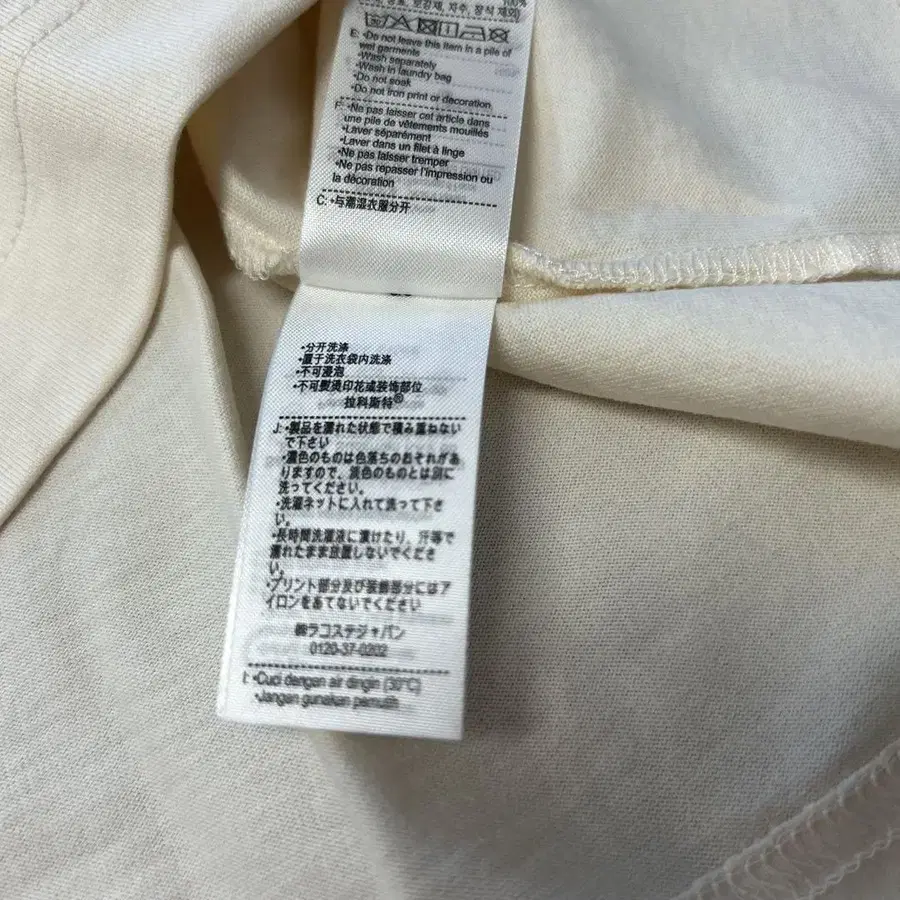 100%
자수, 장식 제외)
E: •Do not leave this item in a pile of
wet garments
•Wash separately
•Wash in laundry bag
•Do not soak
•Do not iron print or decoration
F: •Ne pas laisser cet article dans
une pile de vêtements mouillés
•Laver séparément
•Laver dans un filet à linge
•Ne pas laisser tremper
•Ne pas repasser l'impression ou
la décoration
C: •与潮湿衣服分开
•分开洗涤
•置于洗衣袋内洗涤
•不可浸泡
•不可熨烫印花或装饰部位
拉科斯特®
J: •製品を濡れた状態で積み重ねない
で下さい
•濃色のものは色落ちのおそれがあ
りますので、淡色のものとは別に
洗ってください。
•洗濯ネットに入れて洗って下さ
い。
•長時間洗濯液に漬けたり、汗等で
濡れたまま放置しないでくださ
い。
•プリント部分及び装飾部分にはア
イロンをあてないでください
㈱ラコステジャパン
0120-37-0202
I: •Cuci dengan air dingin (30°C)
•Jangan gunakan pemutih